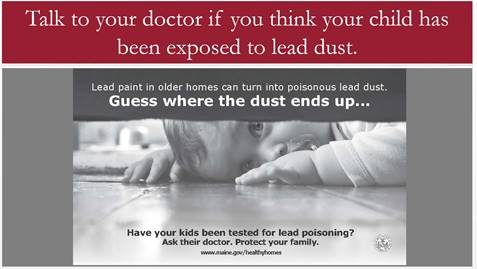 Talk to your doctor if you think your child has
been exposed to lead dust.
Lead paint in older homes can turn into poisonous lead dust.
Guess where the dust ends up...
Have your kids been tested for lead poisoning?
Ask their doctor. Protect your family.
www.maine.gov/healthyhomes